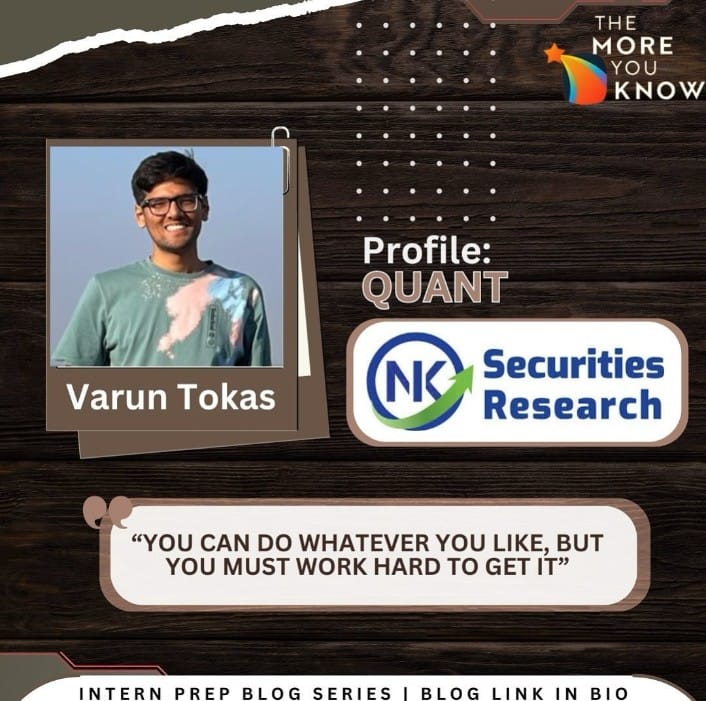 THE
MORE
YOU
KNOW
Profile:
QUANT
NK Securities
Research
Varun Tokas
“YOU CAN DO WHATEVER YOU LIKE, BUT
YOU MUST WORK HARD TO GET IT”
INTERN PREP BLOG SERIES | BLOG LINK IN BIO